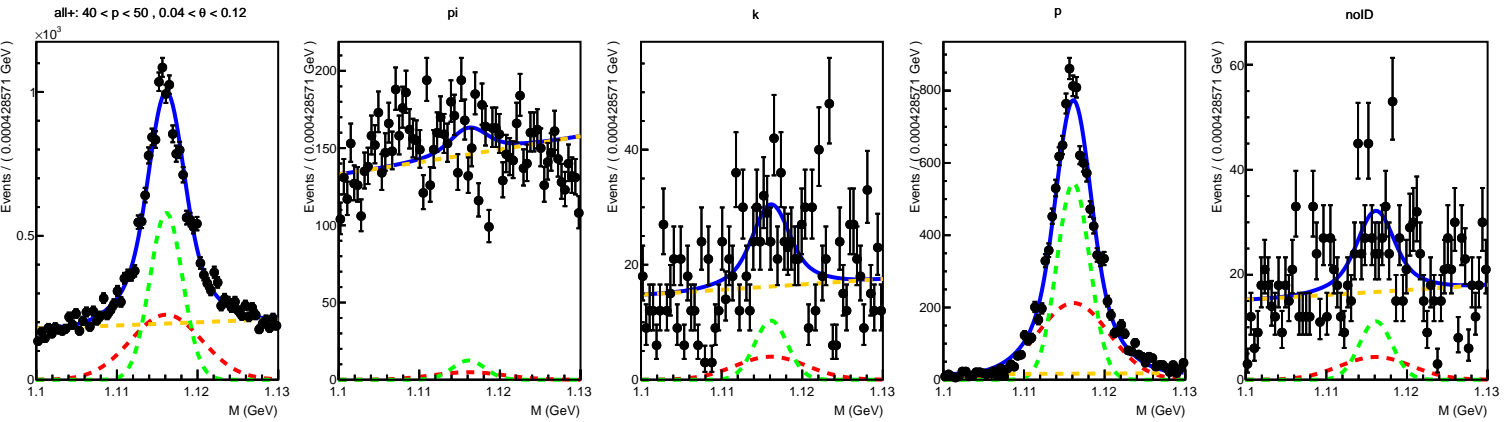 all+: 40 < p < 50 , 0.04 < θ < 0.12
×10³
Events / ( 0.000428571 GeV )
1
0.5
0
1.1 1.11 1.12 1.13
M (GeV)
pi
Events / ( 0.000428571 GeV )
200
150
100
50
0
1.1 1.11 1.12 1.13
M (GeV)
k
Events / ( 0.000428571 GeV )
40
20
0
1.1 1.11 1.12 1.13
M (GeV)
p
Events / ( 0.000428571 GeV )
800
600
400
200
0
1.1 1.11 1.12 1.13
M (GeV)
noID
Events / ( 0.000428571 GeV )
60
40
20
0
1.1 1.11 1.12 1.13
M (GeV)